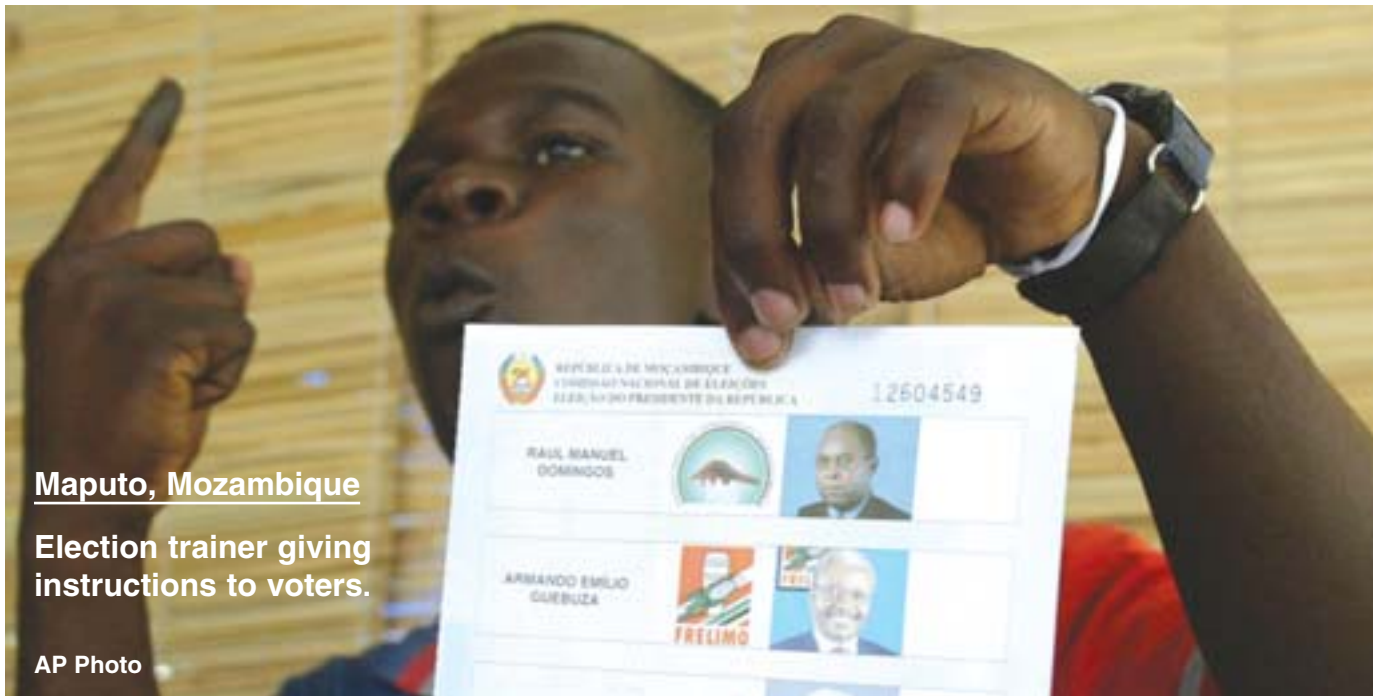 REPÚBLICA DE MOÇAMBIQUE
COMISSÃO NACIONAL DE ELEIÇÕES
ELEIÇÃO DO PRESIDENTE DA REPÚBLICA
12604549
RAUL MANUEL
DOMINGOS
ARMANDO EMÍLIO
GUEBUZA
FRELIMO
Maputo, Mozambique
Election trainer giving
instructions to voters.
AP Photo